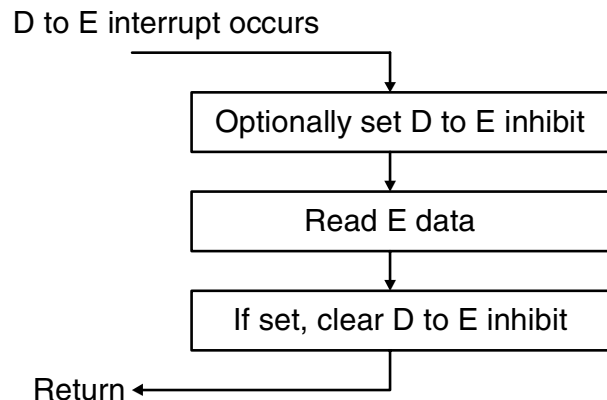 D to E interrupt occurs
Optionally set D to E inhibit
Read E data
If set, clear D to E inhibit
Return